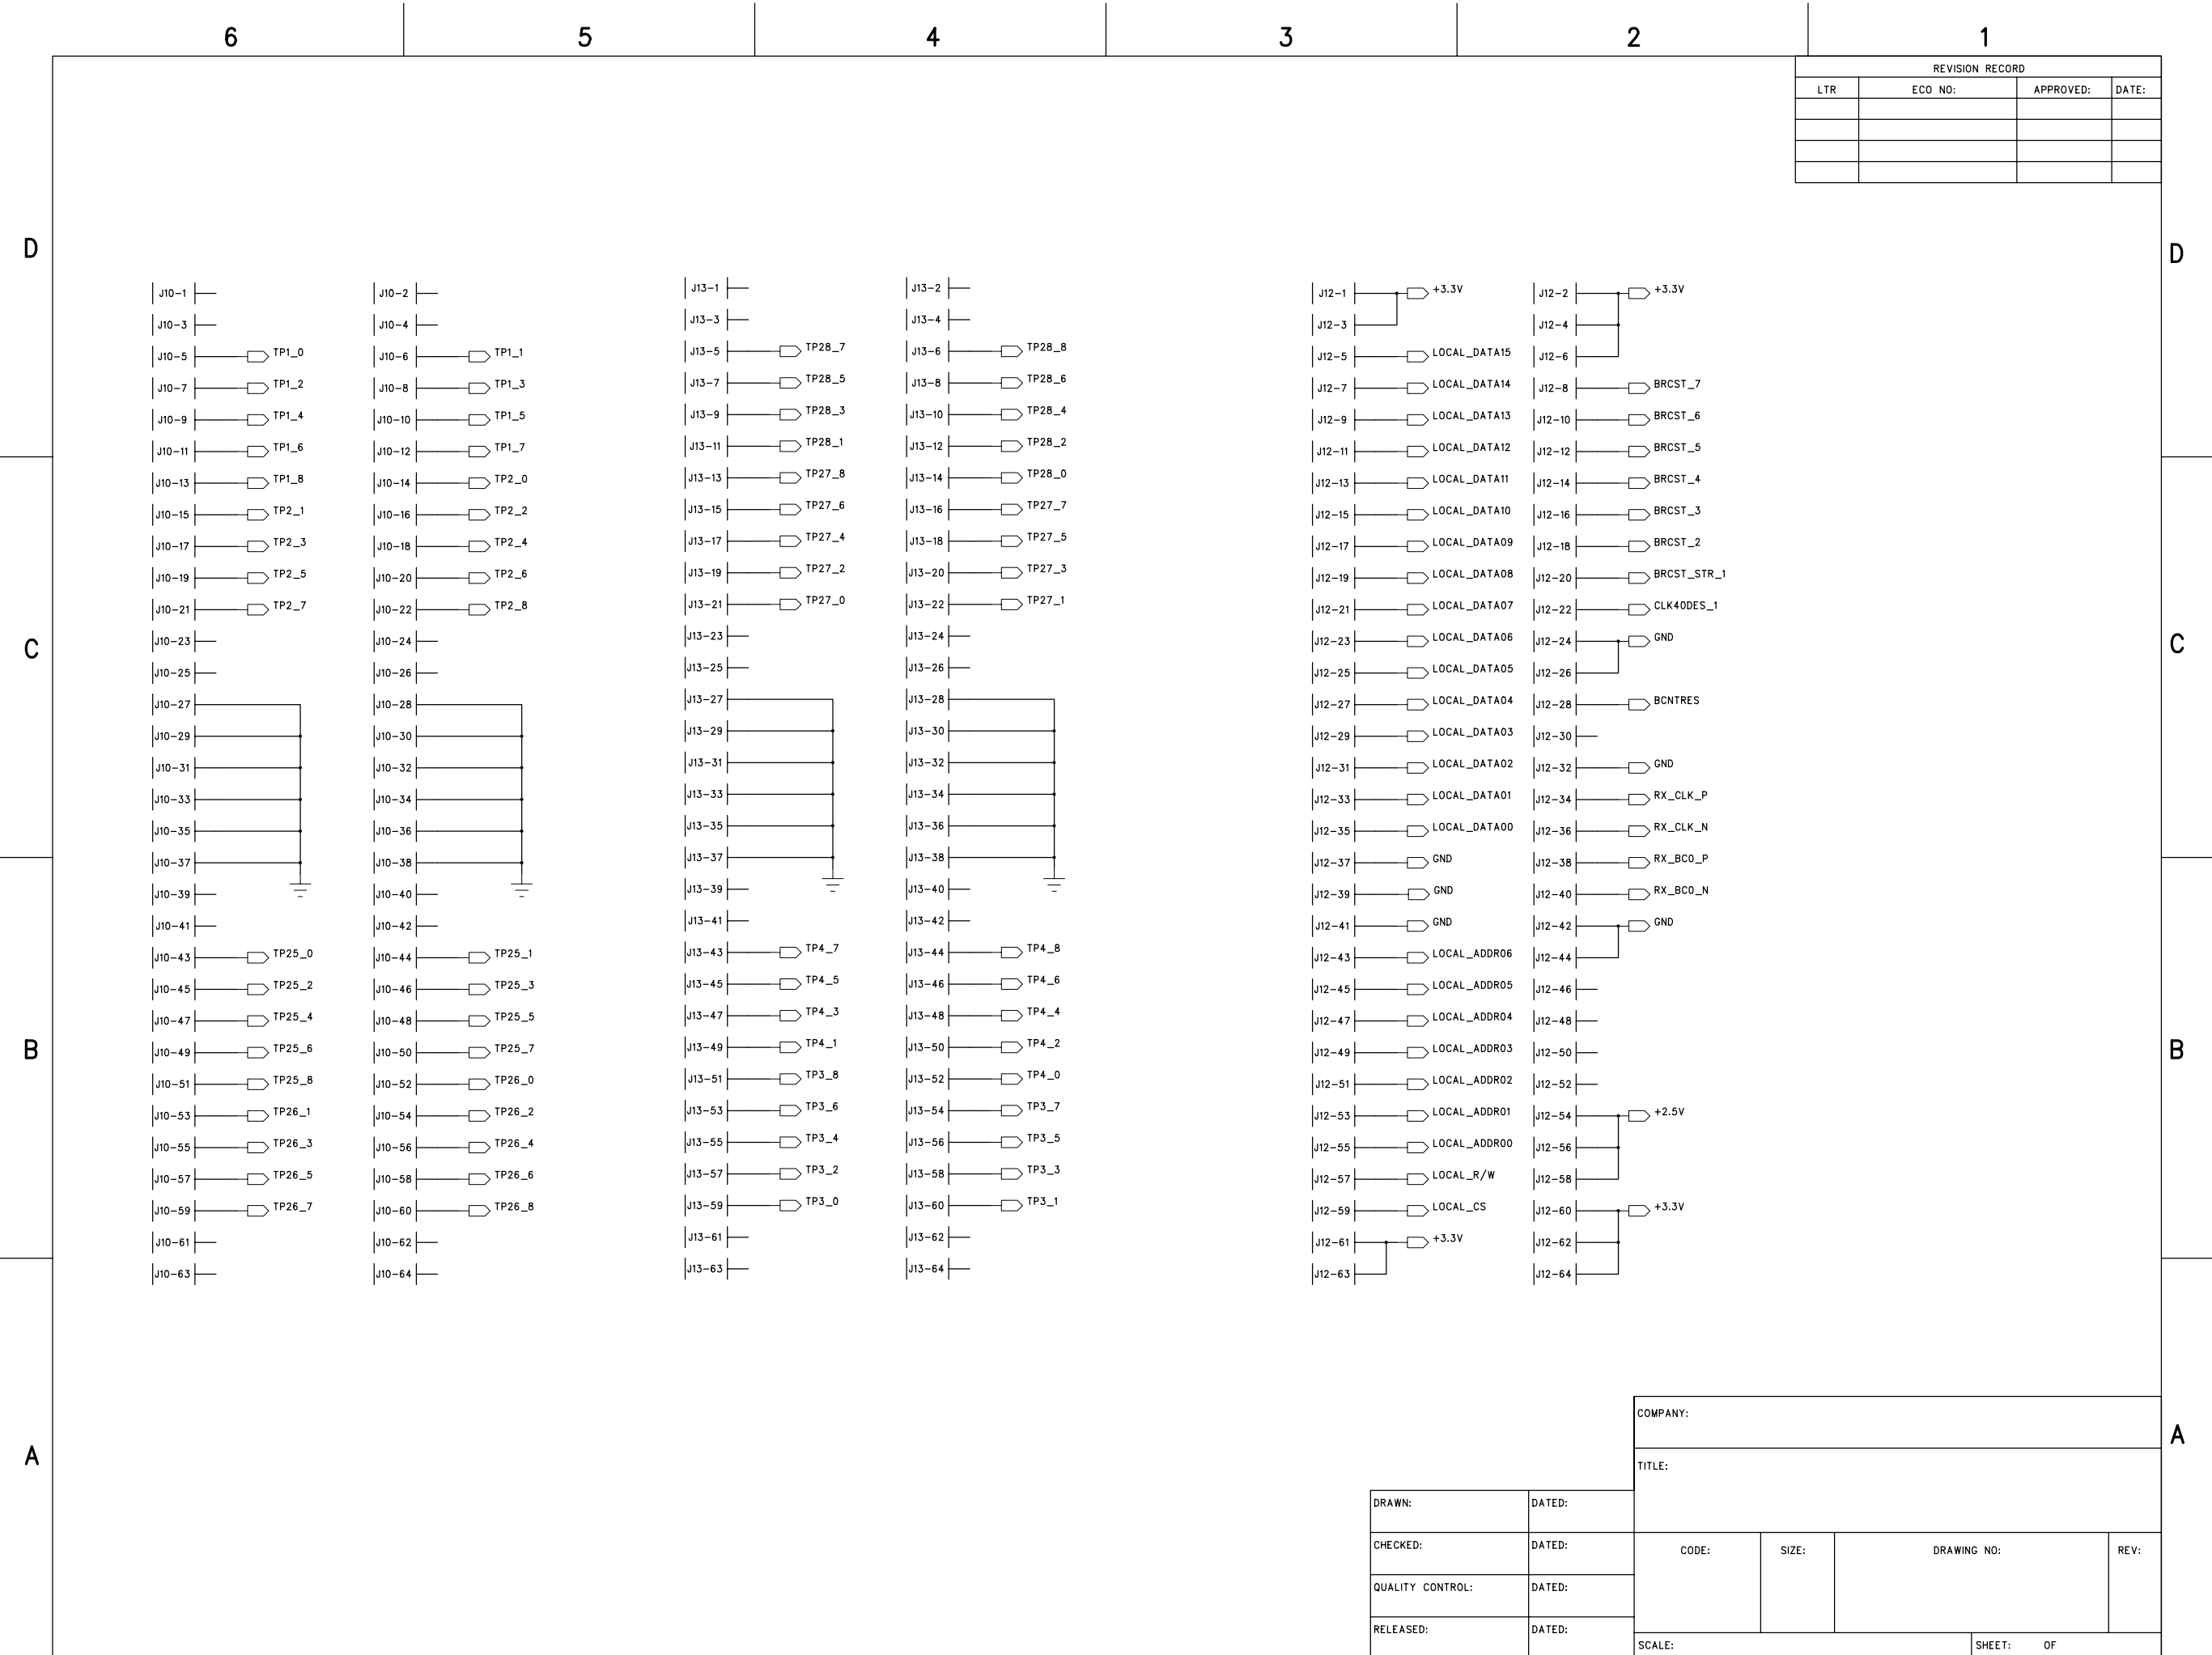 6 5 4 3 2 1
REVISION RECORD
LTR ECO NO: APPROVED: DATE:
D D
J10-1 J10-2 J13-1 J13-2 J12-1 +3.3V J12-2 +3.3V
J10-3 J10-4 J13-3 J13-4 J12-3 J12-4
J10-5 TP1_0 J10-6 TP1_1 J13-5 TP28_7 J13-6 TP28_8 J12-5 LOCAL_DATA15 J12-6
J10-7 TP1_2 J10-8 TP1_3 J13-7 TP28_5 J13-8 TP28_6 J12-7 LOCAL_DATA14 J12-8 BRCST_7
J10-9 TP1_4 J10-10 TP1_5 J13-9 TP28_3 J13-10 TP28_4 J12-9 LOCAL_DATA13 J12-10 BRCST_6
J10-11 TP1_6 J10-12 TP1_7 J13-11 TP28_1 J13-12 TP28_2 J12-11 LOCAL_DATA12 J12-12 BRCST_5
J10-13 TP1_8 J10-14 TP2_0 J13-13 TP27_8 J13-14 TP28_0 J12-13 LOCAL_DATA11 J12-14 BRCST_4
J10-15 TP2_1 J10-16 TP2_2 J13-15 TP27_6 J13-16 TP27_7 J12-15 LOCAL_DATA10 J12-16 BRCST_3
J10-17 TP2_3 J10-18 TP2_4 J13-17 TP27_4 J13-18 TP27_5 J12-17 LOCAL_DATA09 J12-18 BRCST_2
J10-19 TP2_5 J10-20 TP2_6 J13-19 TP27_2 J13-20 TP27_3 J12-19 LOCAL_DATA08 J12-20 BRCST_STR_1
J10-21 TP2_7 J10-22 TP2_8 J13-21 TP27_0 J13-22 TP27_1 J12-21 LOCAL_DATA07 J12-22 CLK40DES_1
J10-23 J10-24 J13-23 J13-24 J12-23 LOCAL_DATA06 J12-24 GND
C C
J10-25 J10-26 J13-25 J13-26 J12-25 LOCAL_DATA05 J12-26
J10-27 J10-28 J13-27 J13-28 J12-27 LOCAL_DATA04 J12-28 BCNTRES
J10-29 J10-30 J13-29 J13-30 J12-29 LOCAL_DATA03 J12-30
J10-31 J10-32 J13-31 J13-32 J12-31 LOCAL_DATA02 J12-32 GND
J10-33 J10-34 J13-33 J13-34 J12-33 LOCAL_DATA01 J12-34 RX_CLK_P
J10-35 J10-36 J13-35 J13-36 J12-35 LOCAL_DATA00 J12-36 RX_CLK_N
J10-37 J10-38 J13-37 J13-38 J12-37 GND J12-38 RX_BC0_P
J10-39 J10-40 J13-39 J13-40 J12-39 GND J12-40 RX_BC0_N
J10-41 J10-42 J13-41 J13-42 J12-41 GND J12-42 GND
J10-43 TP25_0 J10-44 TP25_1 J13-43 TP4_7 J13-44 TP4_8 J12-43 LOCAL_ADDR06 J12-44
J10-45 TP25_2 J10-46 TP25_3 J13-45 TP4_5 J13-46 TP4_6 J12-45 LOCAL_ADDR05 J12-46
J10-47 TP25_4 J10-48 TP25_5 J13-47 TP4_3 J13-48 TP4_4 J12-47 LOCAL_ADDR04 J12-48
B B
J10-49 TP25_6 J10-50 TP25_7 J13-49 TP4_1 J13-50 TP4_2 J12-49 LOCAL_ADDR03 J12-50
J10-51 TP25_8 J10-52 TP26_0 J13-51 TP3_8 J13-52 TP4_0 J12-51 LOCAL_ADDR02 J12-52
J10-53 TP26_1 J10-54 TP26_2 J13-53 TP3_6 J13-54 TP3_7 J12-53 LOCAL_ADDR01 J12-54 +2.5V
J10-55 TP26_3 J10-56 TP26_4 J13-55 TP3_4 J13-56 TP3_5 J12-55 LOCAL_ADDR00 J12-56
J10-57 TP26_5 J10-58 TP26_6 J13-57 TP3_2 J13-58 TP3_3 J12-57 LOCAL_R/W J12-58
J10-59 TP26_7 J10-60 TP26_8 J13-59 TP3_0 J13-60 TP3_1 J12-59 LOCAL_CS J12-60 +3.3V
J10-61 J10-62 J13-61 J13-62 J12-61 +3.3V J12-62
J10-63 J10-64 J13-63 J13-64 J12-63 J12-64
A A
COMPANY:
TITLE:
DRAWN: DATED:
CHECKED: DATED: CODE: SIZE: DRAWING NO: REV:
QUALITY CONTROL: DATED:
RELEASED: DATED:
SCALE: SHEET: OF